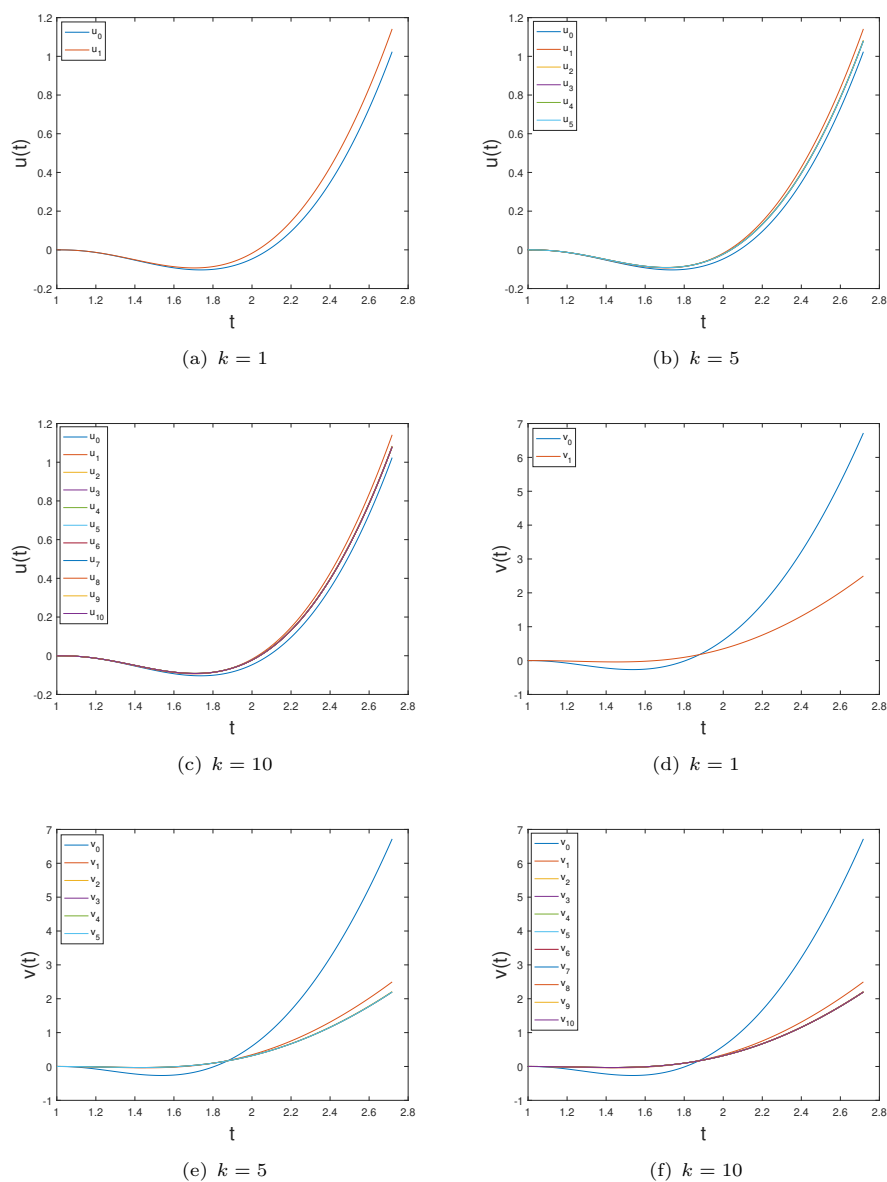 1.2
1
0.8
0.6
0.4
0.2
0
-0.2
u(t)
u0
u1
1 1.2 1.4 1.6 1.8 2 2.2 2.4 2.6 2.8
t
(a) k = 1
1.2
1
0.8
0.6
0.4
0.2
0
-0.2
u(t)
u0
u1
u2
u3
u4
u5
1 1.2 1.4 1.6 1.8 2 2.2 2.4 2.6 2.8
t
(b) k = 5
1.2
1
0.8
0.6
0.4
0.2
0
-0.2
u(t)
u0
u1
u2
u3
u4
u5
u6
u7
u8
u9
u10
1 1.2 1.4 1.6 1.8 2 2.2 2.4 2.6 2.8
t
(c) k = 10
7
6
5
4
3
2
1
0
-1
v(t)
v0
v1
1 1.2 1.4 1.6 1.8 2 2.2 2.4 2.6 2.8
t
(d) k = 1
7
6
5
4
3
2
1
0
-1
v(t)
v0
v1
v2
v3
v4
v5
1 1.2 1.4 1.6 1.8 2 2.2 2.4 2.6 2.8
t
(e) k = 5
7
6
5
4
3
2
1
0
-1
v(t)
v0
v1
v2
v3
v4
v5
v6
v7
v8
v9
v10
1 1.2 1.4 1.6 1.8 2 2.2 2.4 2.6 2.8
t
(f) k = 10